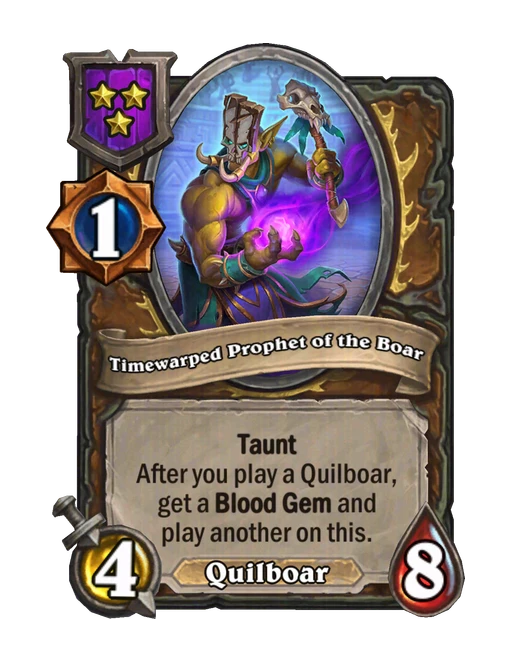 1
Timewarped Prophet of the Boar
Taunt
After you play a Quilboar,
get a Blood Gem and
play another on this.
4
Quilboar
8